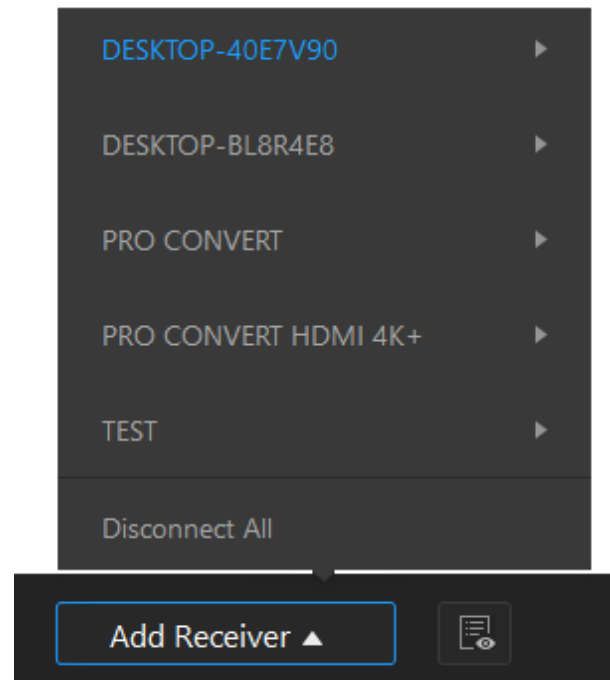 DESKTOP-40E7V90
DESKTOP-BL8R4E8
PRO CONVERT
PRO CONVERT HDMI 4K+
TEST
Disconnect All
Add Receiver